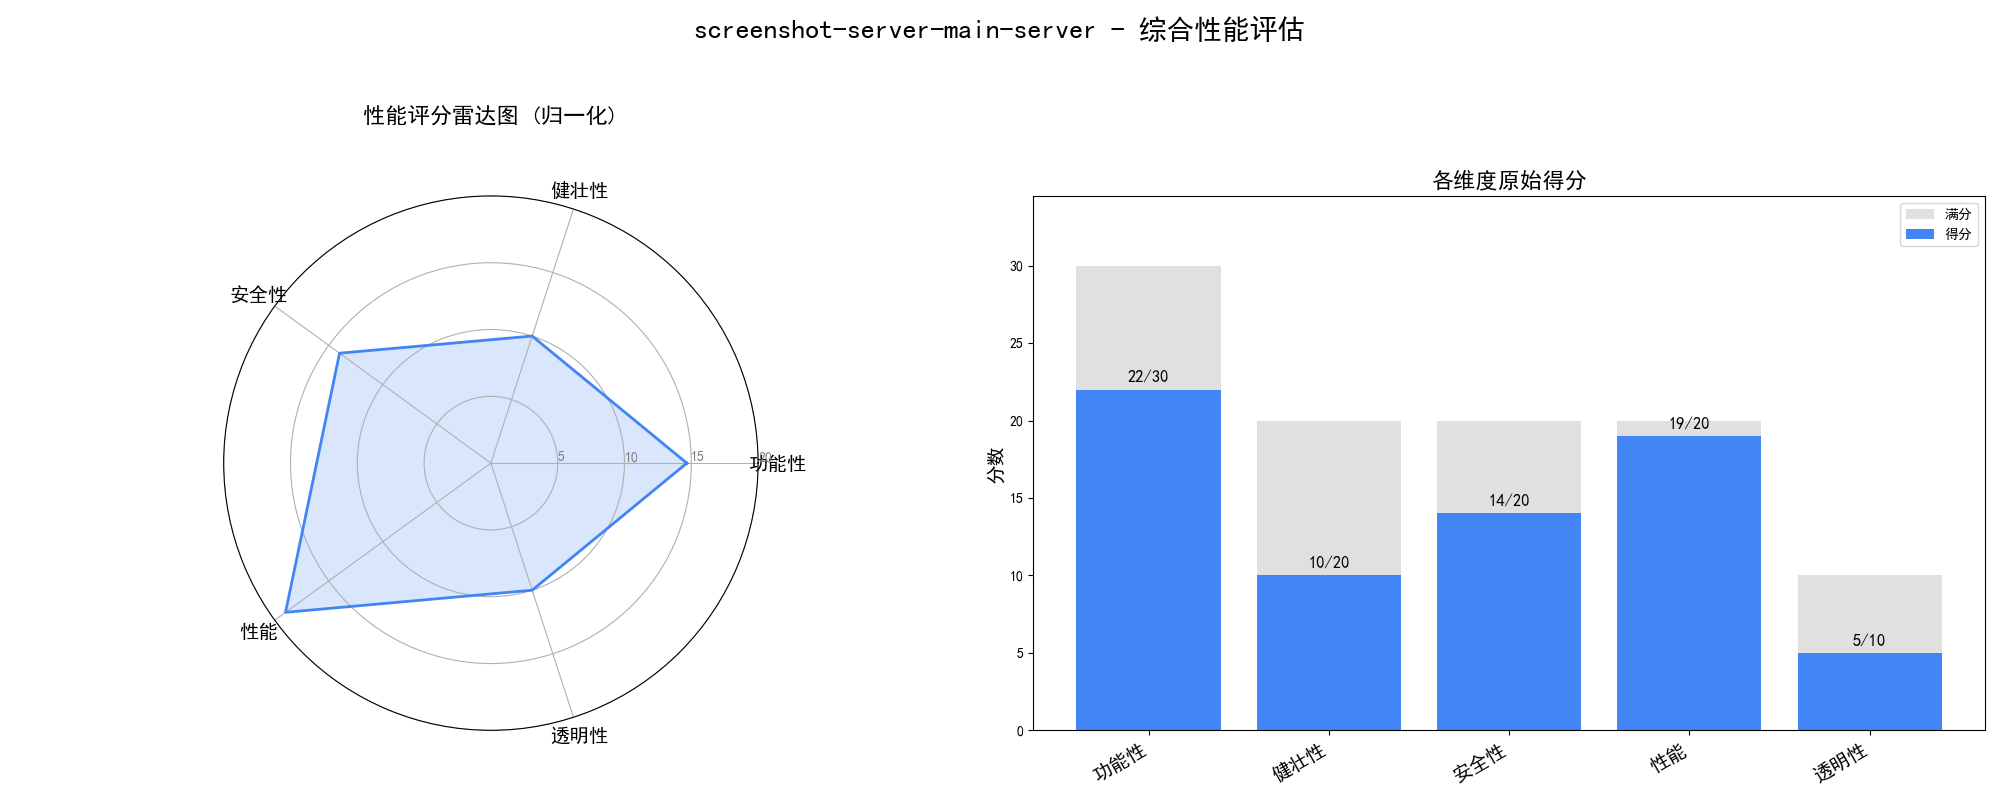 screenshot-server-main-server - 综合性能评估
性能评分雷达图 (归一化)
健壮性
安全性
功能性
性能
透明性
5
10
15
20
各维度原始得分
满分
得分
分数
30
25
20
15
10
5
0
22/30
10/20
14/20
19/20
5/10
功能性
健壮性
安全性
性能
透明性